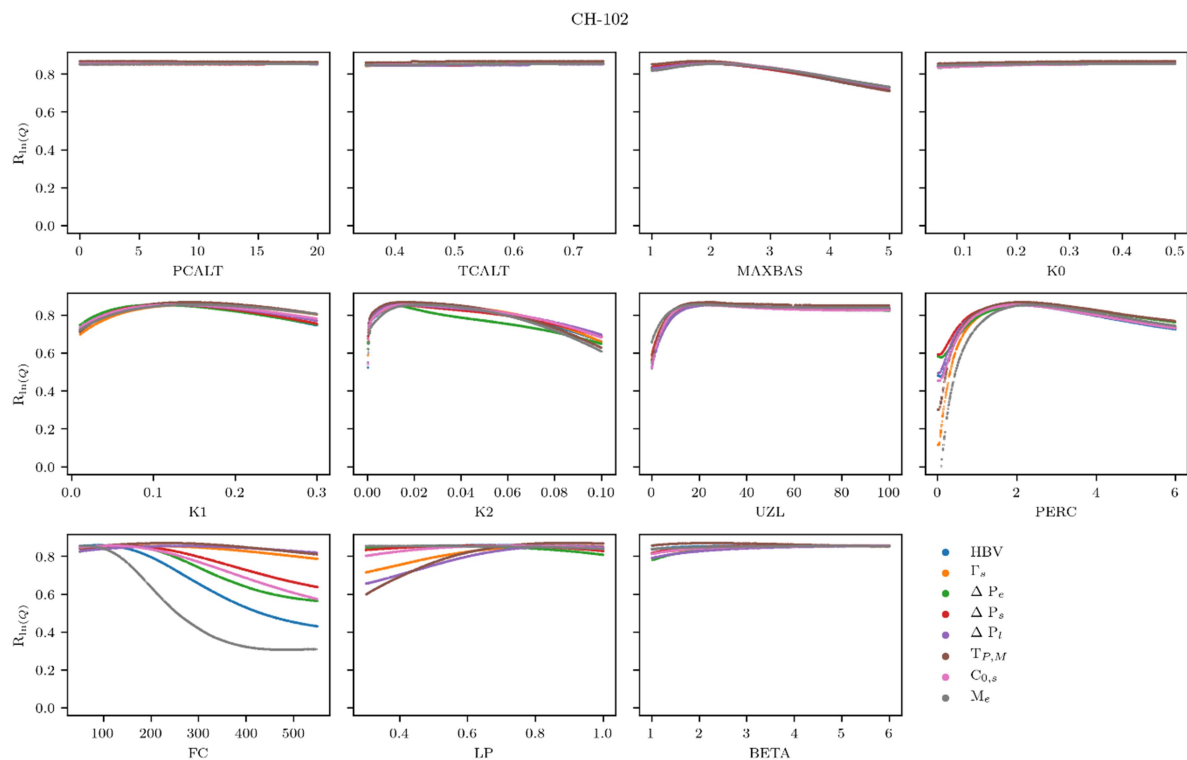 CH-102
R_ln(Q)
0.8
0.6
0.4
0.2
0.0
0 5 10 15 20
PCALT
0.4 0.5 0.6 0.7
TCALT
1 2 3 4 5
MAXBAS
0.1 0.2 0.3 0.4 0.5
K0
R_ln(Q)
0.8
0.6
0.4
0.2
0.0
0.0 0.1 0.2 0.3
K1
0.00 0.02 0.04 0.06 0.08 0.10
K2
0 20 40 60 80 100
UZL
0 2 4 6
PERC
R_ln(Q)
0.8
0.6
0.4
0.2
0.0
100 200 300 400 500
FC
0.4 0.6 0.8 1.0
LP
1 2 3 4 5 6
BETA
HBV
Γ_s
Δ P_e
Δ P_s
Δ P_l
T_P,M
C_0,s
M_e